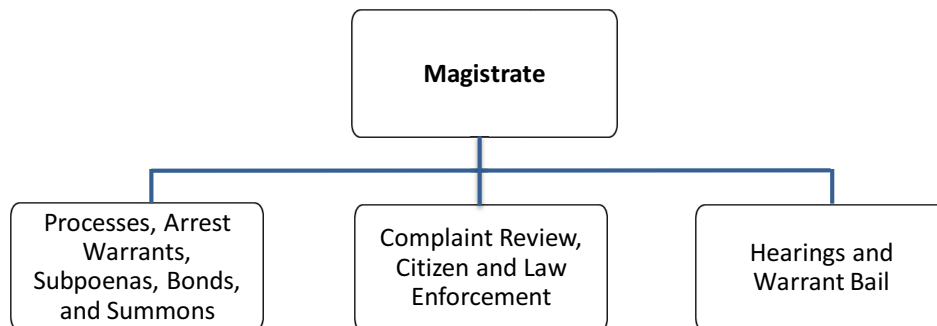 Magistrate
Processes, Arrest
Warrants,
Subpoenas, Bonds,
and Summons
Complaint Review,
Citizen and Law
Enforcement
Hearings and
Warrant Bail